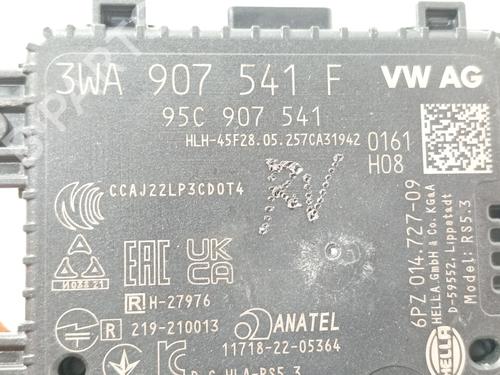 3WA 907 541 F
VW AG
95C 907 541
HLH-45F28.05.257CA31942
0161
H08
RV
CCAJ22LP3CD0T4
EAC
UK
CA
R H-27976
R 219-210013
ANATEL
11718-22-05364
6PZ 014.727-09
HELLA GmbH & Co. KGaA
D-59552 Lippstadt
Model: RS5.3
HELLA